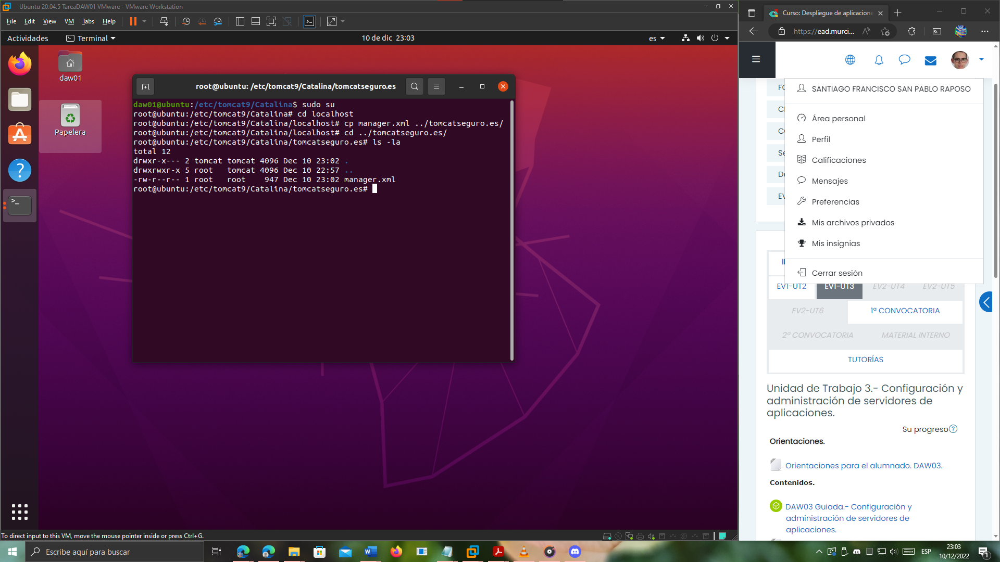 Ubuntu 20.04.5 TareaDAW01 VMware - VMware Workstation
File Edit View VM Tabs Help
Actividades
Terminal
10 de dic 23:03
es
daw01
Papelera
root@ubuntu: /etc/tomcat9/Catalina/tomcatseguro.es
daw01@ubuntu:/etc/tomcat9/Catalina$ sudo su
root@ubuntu:/etc/tomcat9/Catalina# cd localhost
root@ubuntu:/etc/tomcat9/Catalina/localhost# cp manager.xml ../tomcatseguro.es/
root@ubuntu:/etc/tomcat9/Catalina/localhost# cd ../tomcatseguro.es/
root@ubuntu:/etc/tomcat9/Catalina/tomcatseguro.es# ls -la
total 12
drwxr-x--- 2 tomcat tomcat 4096 Dec 10 23:02 .
drwxrwxr-x 5 root   tomcat 4096 Dec 10 22:57 ..
-rw-r--r-- 1 root   root    947 Dec 10 23:02 manager.xml
root@ubuntu:/etc/tomcat9/Catalina/tomcatseguro.es#
To direct input to this VM, move the mouse pointer inside or press Ctrl+G.
Curso: Despliegue de aplicacione
https://ead.murci...
SANTIAGO FRANCISCO SAN PABLO RAPOSO
Área personal
Perfil
Calificaciones
Mensajes
Preferencias
Mis archivos privados
Mis insignias
Cerrar sesión
EV1-UT2
EV1-UT3
EV2-UT4
EV2-UT5
EV2-UT6
1ª CONVOCATORIA
2ª CONVOCATORIA
MATERIAL INTERNO
TUTORÍAS
Unidad de Trabajo 3.- Configuración y
administración de servidores de
aplicaciones.
Su progreso
Orientaciones.
Orientaciones para el alumnado. DAW03.
Contenidos.
DAW03 Guiada.- Configuración y
administración de servidores de
aplicaciones.
Escribe aquí para buscar
ESP
23:03
10/12/2022
1